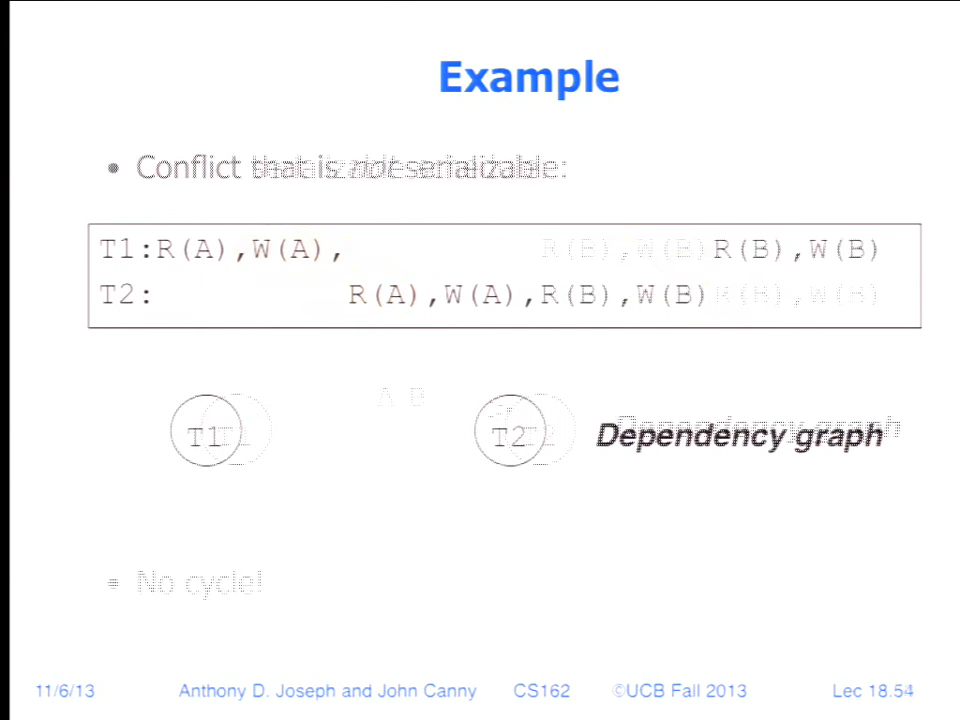 Example
• Conflict that is not serializable:
T1:R(A),W(A), R(B),W(B)
T2: R(A),W(A),R(B),W(B)
T1 T2 Dependency graph
• No cycle!
11/6/13 Anthony D. Joseph and John Canny CS162 ©UCB Fall 2013 Lec 18.54